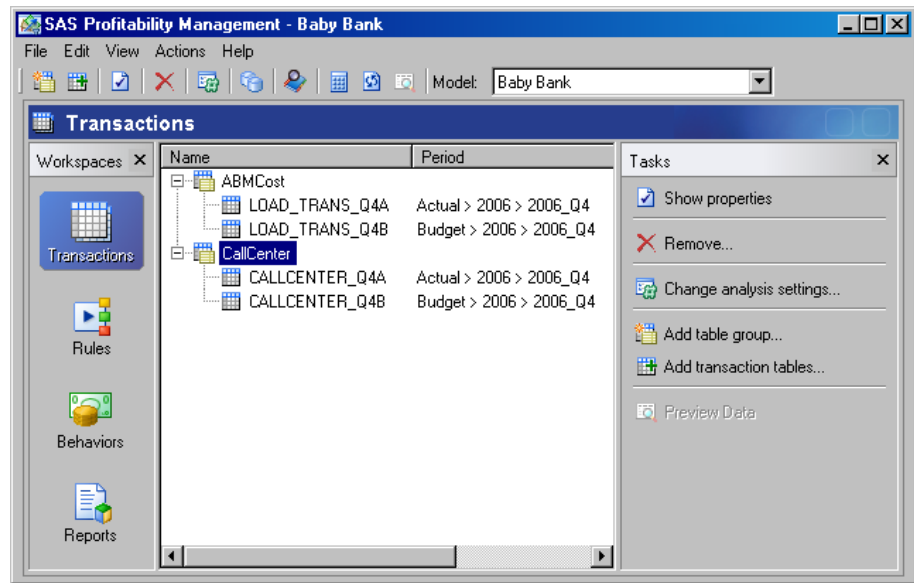 SAS Profitability Management - Baby Bank
File Edit View Actions Help
Model: Baby Bank
Transactions
Workspaces
Transactions
Rules
Behaviors
Reports
Name Period
ABMCost
LOAD_TRANS_Q4A Actual > 2006 > 2006_Q4
LOAD_TRANS_Q4B Budget > 2006 > 2006_Q4
CallCenter
CALLCENTER_Q4A Actual > 2006 > 2006_Q4
CALLCENTER_Q4B Budget > 2006 > 2006_Q4
Tasks
Show properties
Remove...
Change analysis settings...
Add table group...
Add transaction tables...
Preview Data